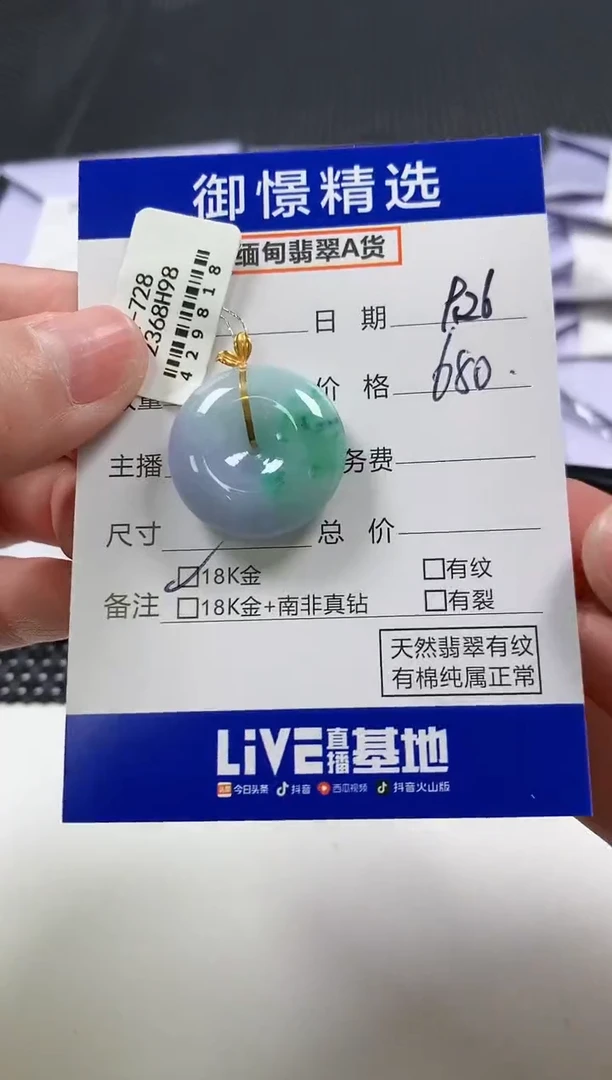 御憬精选
缅甸翡翠A货
-728
2368H98
429818
日 期 8.26
价 格 680.
主播
务费
尺寸
总 价
备注
18K金
有纹
18K金+南非真钻
有裂
天然翡翠有纹
有棉纯属正常
LiVE直播基地
今日头条 抖音 西瓜视频 抖音火山版